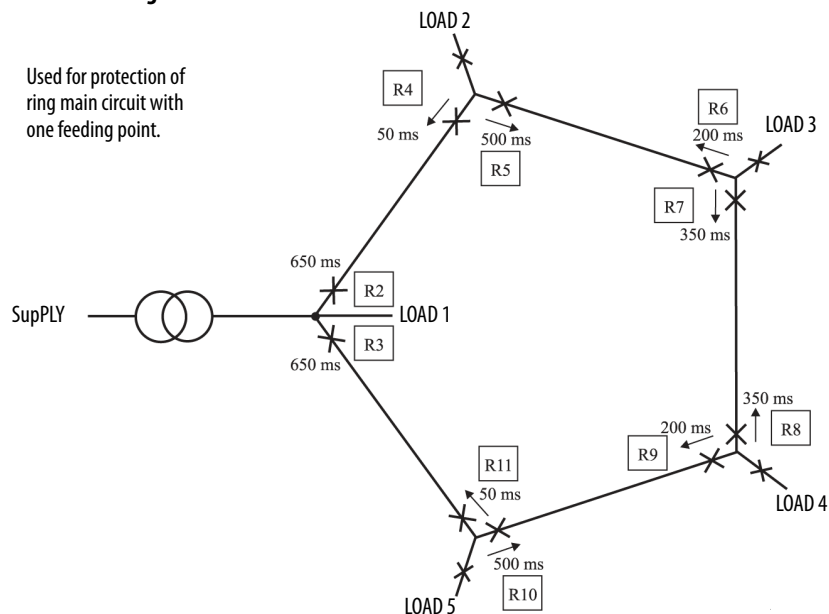 LOAD 2
Used for protection of
ring main circuit with
one feeding point.
R4
50 ms
500 ms
R5
R6
200 ms
LOAD 3
R7
350 ms
650 ms
R2
SupPLY
LOAD 1
R3
650 ms
350 ms
R8
200 ms
R9
R11
50 ms
LOAD 4
500 ms
R10
LOAD 5